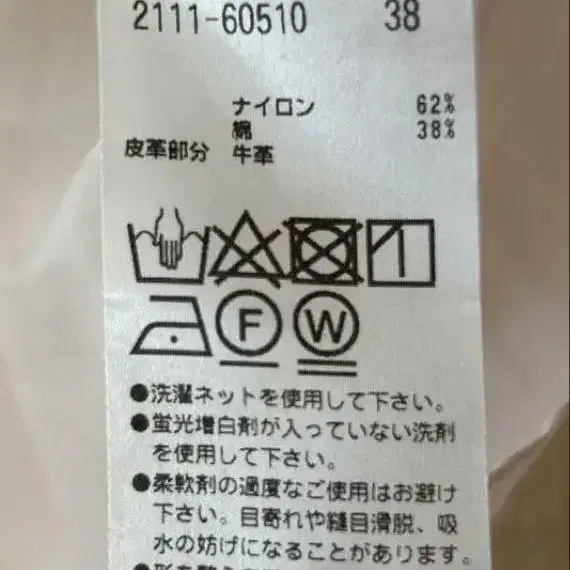 2111-60510 38
ナイロン 62%
綿 38%
皮革部分 牛革
F W
●洗濯ネットを使用して下さい。
●蛍光増白剤が入っていない洗剤
を使用して下さい。
●柔軟剤の過度なご使用はお避け
下さい。目寄れや縫目滑脱、吸
水の妨げになることがあります。